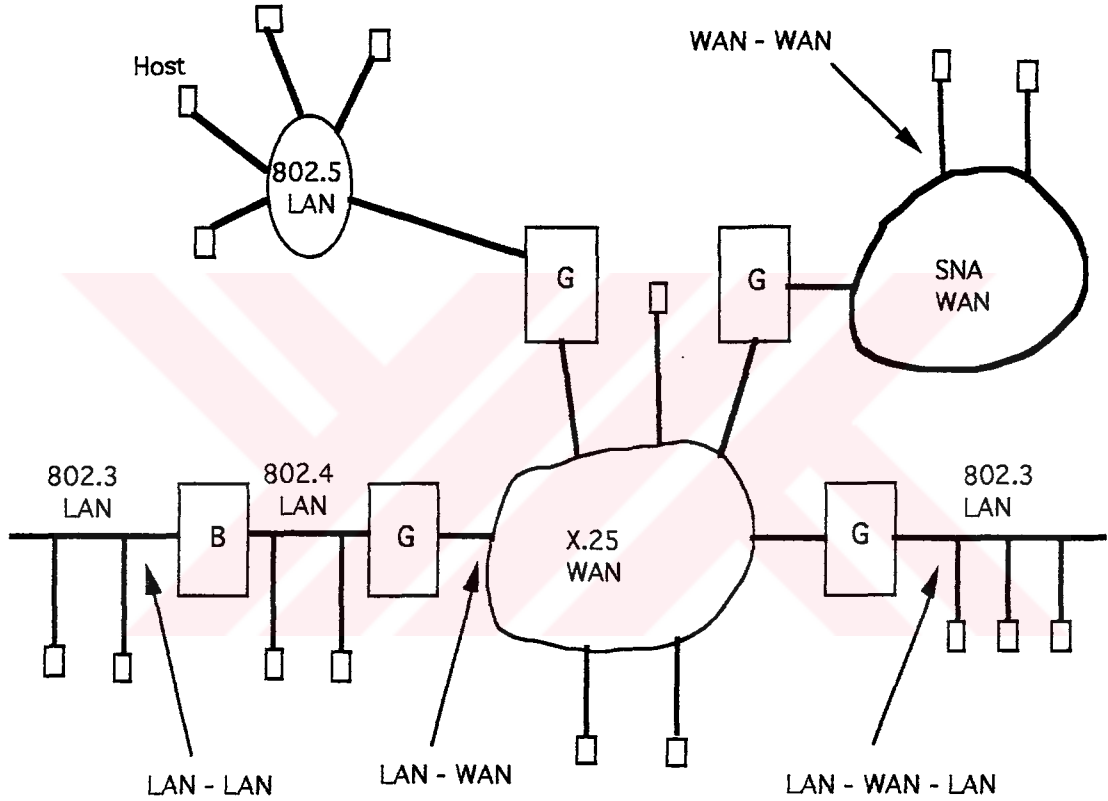 WAN - WAN
Host
802.5
LAN
G
G
SNA
WAN
802.3
LAN
802.4
LAN
802.3
LAN
B
G
X.25
WAN
G
LAN - LAN
LAN - WAN
LAN - WAN - LAN